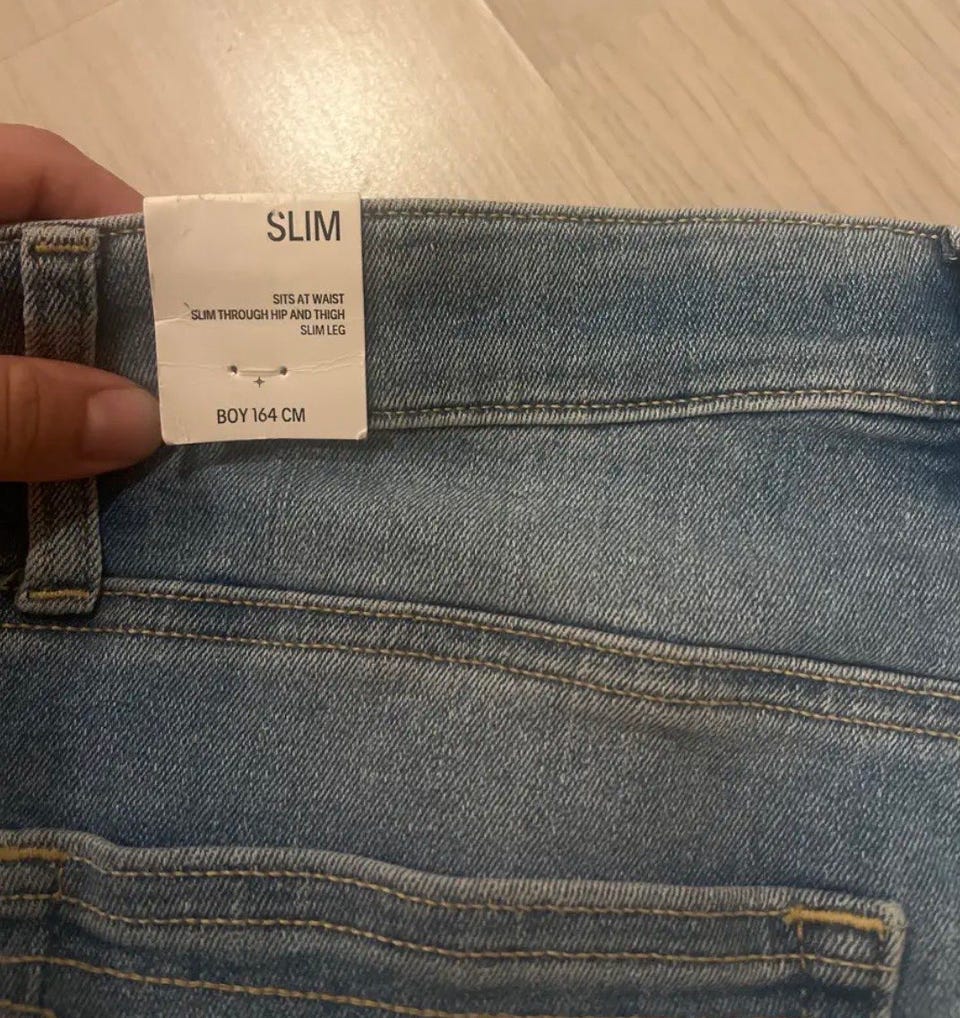 SLIM
SITS AT WAIST
SLIM THROUGH HIP AND THIGH
SLIM LEG
BOY 164 CM